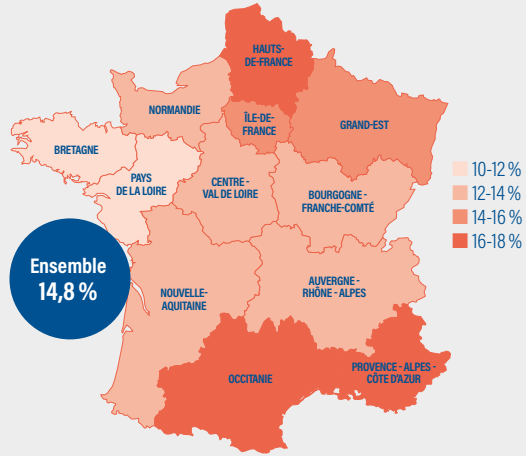 HAUTS-
DE-FRANCE
NORMANDIE
ÎLE-DE-
FRANCE
GRAND-EST
BRETAGNE
PAYS
DE LA LOIRE
CENTRE -
VAL DE LOIRE
BOURGOGNE -
FRANCHE-COMTÉ
10-12 %
12-14 %
14-16 %
16-18 %
Ensemble
14,8 %
NOUVELLE-
AQUITAINE
AUVERGNE -
RHÔNE - ALPES
OCCITANIE
PROVENCE - ALPES -
CÔTE D'AZUR